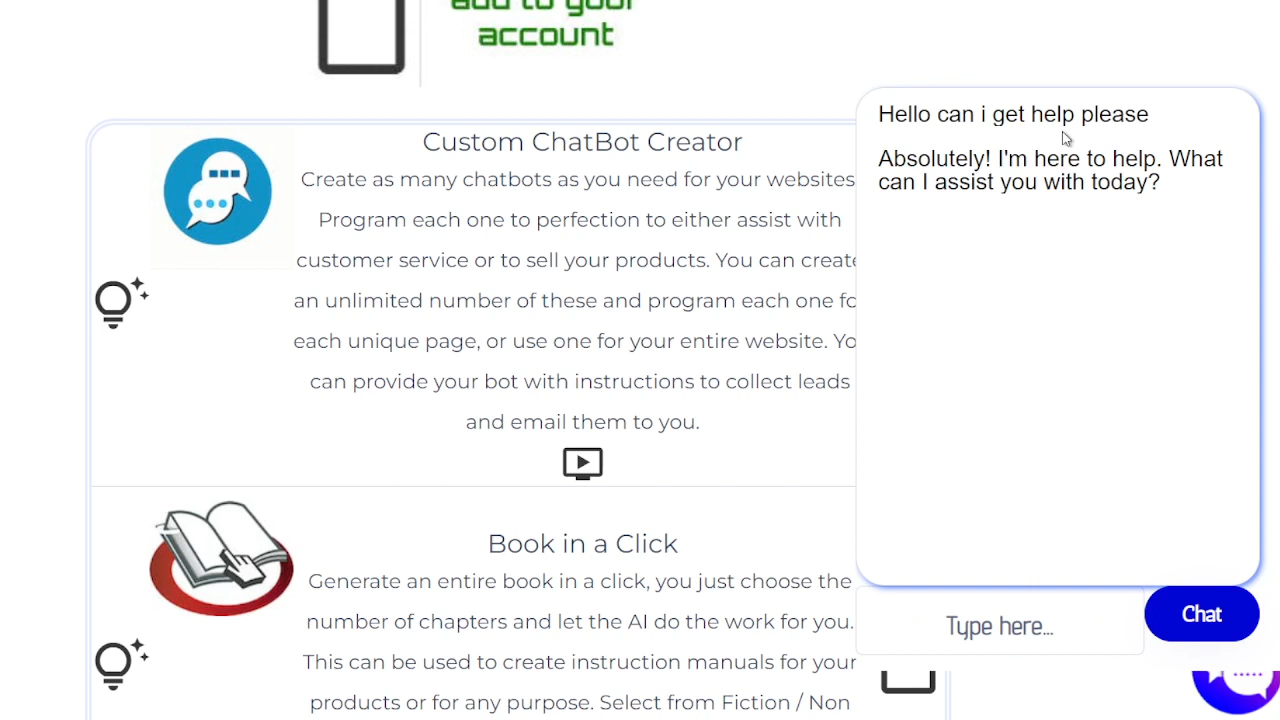 add to your
account
Custom ChatBot Creator
Create as many chatbots as you need for your websites
Program each one to perfection to either assist with
customer service or to sell your products. You can create
an unlimited number of these and program each one fo
each unique page, or use one for your entire website. Yo
can provide your bot with instructions to collect leads
and email them to you.
Book in a Click
Generate an entire book in a click, you just choose the
number of chapters and let the AI do the work for you.
This can be used to create instruction manuals for your
products or for any purpose. Select from Fiction / Non
Hello can i get help please
Absolutely! I'm here to help. What
can I assist you with today?
Type here...
Chat